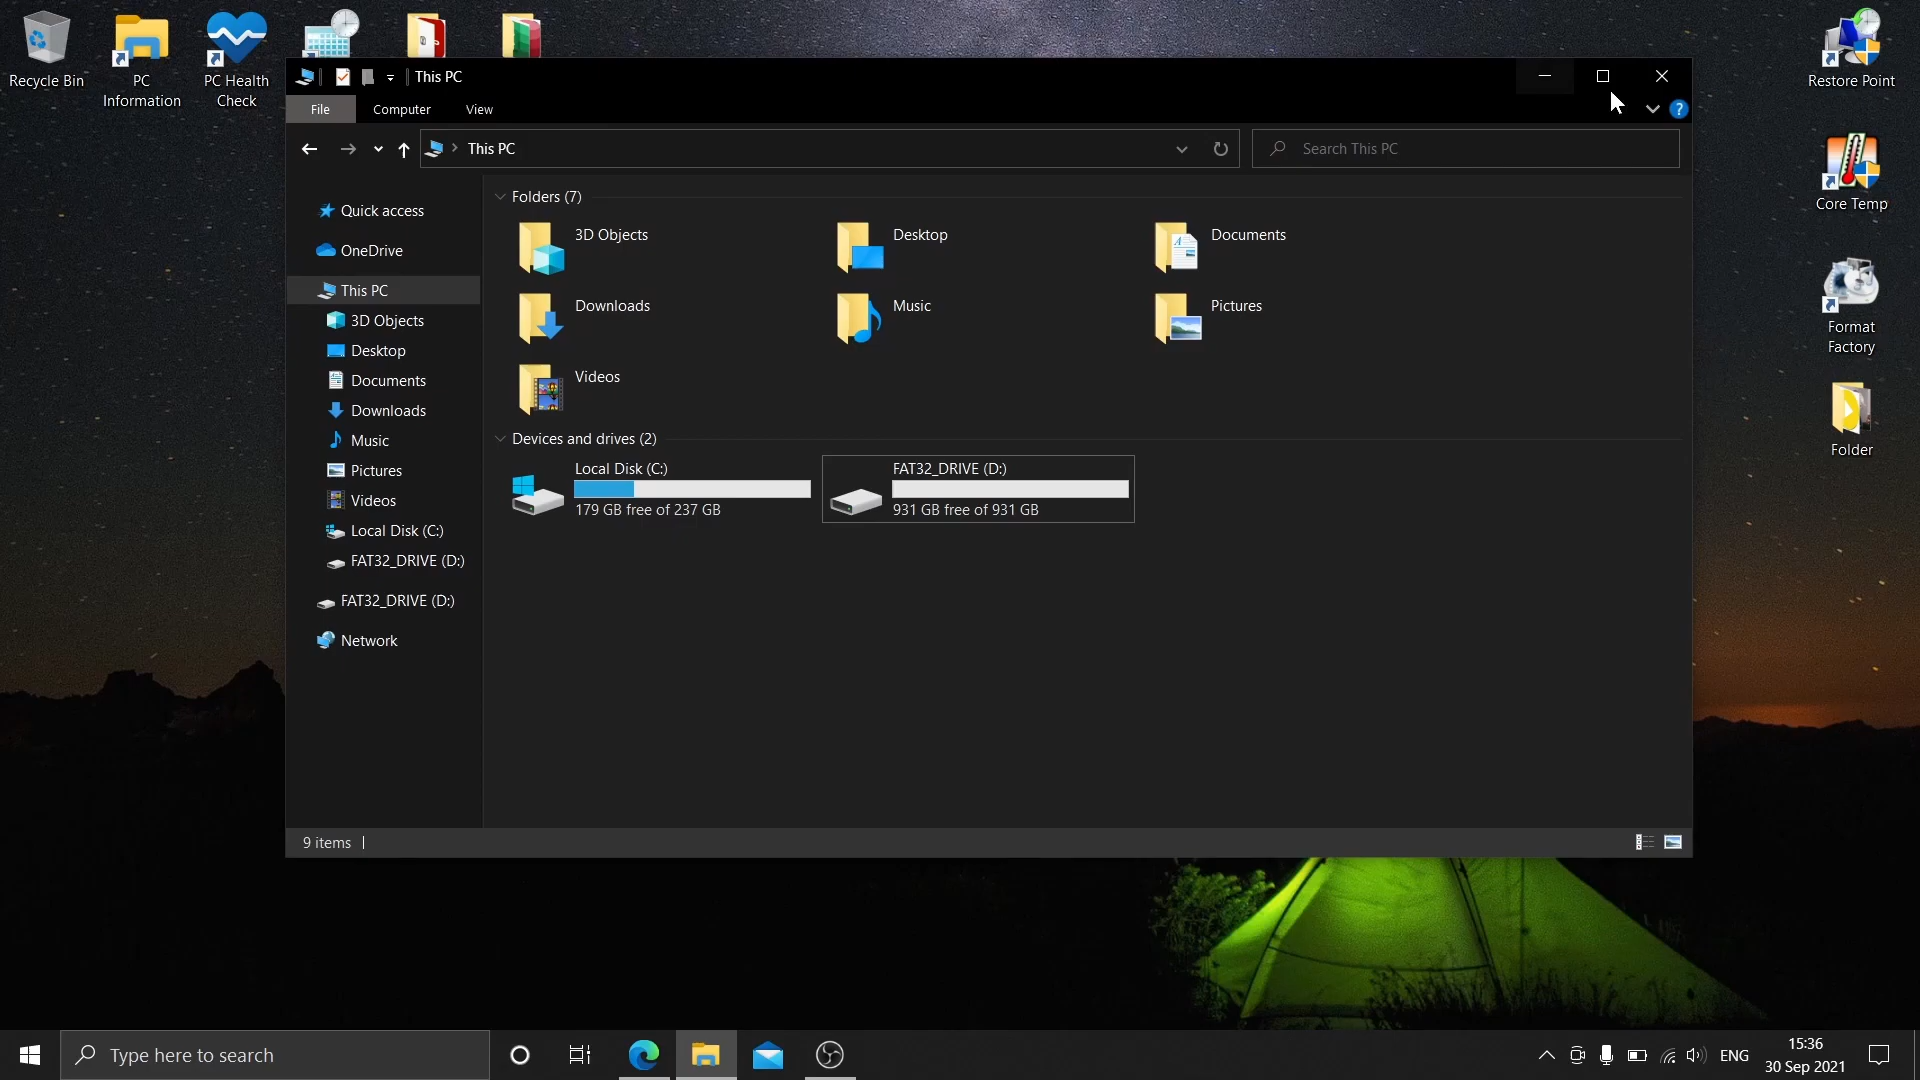 Recycle Bin
PC
Information
PC Health
Check
Restore Point
Core Temp
Format
Factory
Folder
This PC
File
Computer
View
?
This PC
Search This PC
Quick access
OneDrive
This PC
3D Objects
Desktop
Documents
Downloads
Music
Pictures
Videos
Local Disk (C:)
FAT32_DRIVE (D:)
FAT32_DRIVE (D:)
Network
Folders (7)
3D Objects
Desktop
Documents
Downloads
Music
Pictures
Videos
Devices and drives (2)
Local Disk (C:)
179 GB free of 237 GB
FAT32_DRIVE (D:)
931 GB free of 931 GB
9 items
Type here to search
ENG
15:36
30 Sep 2021